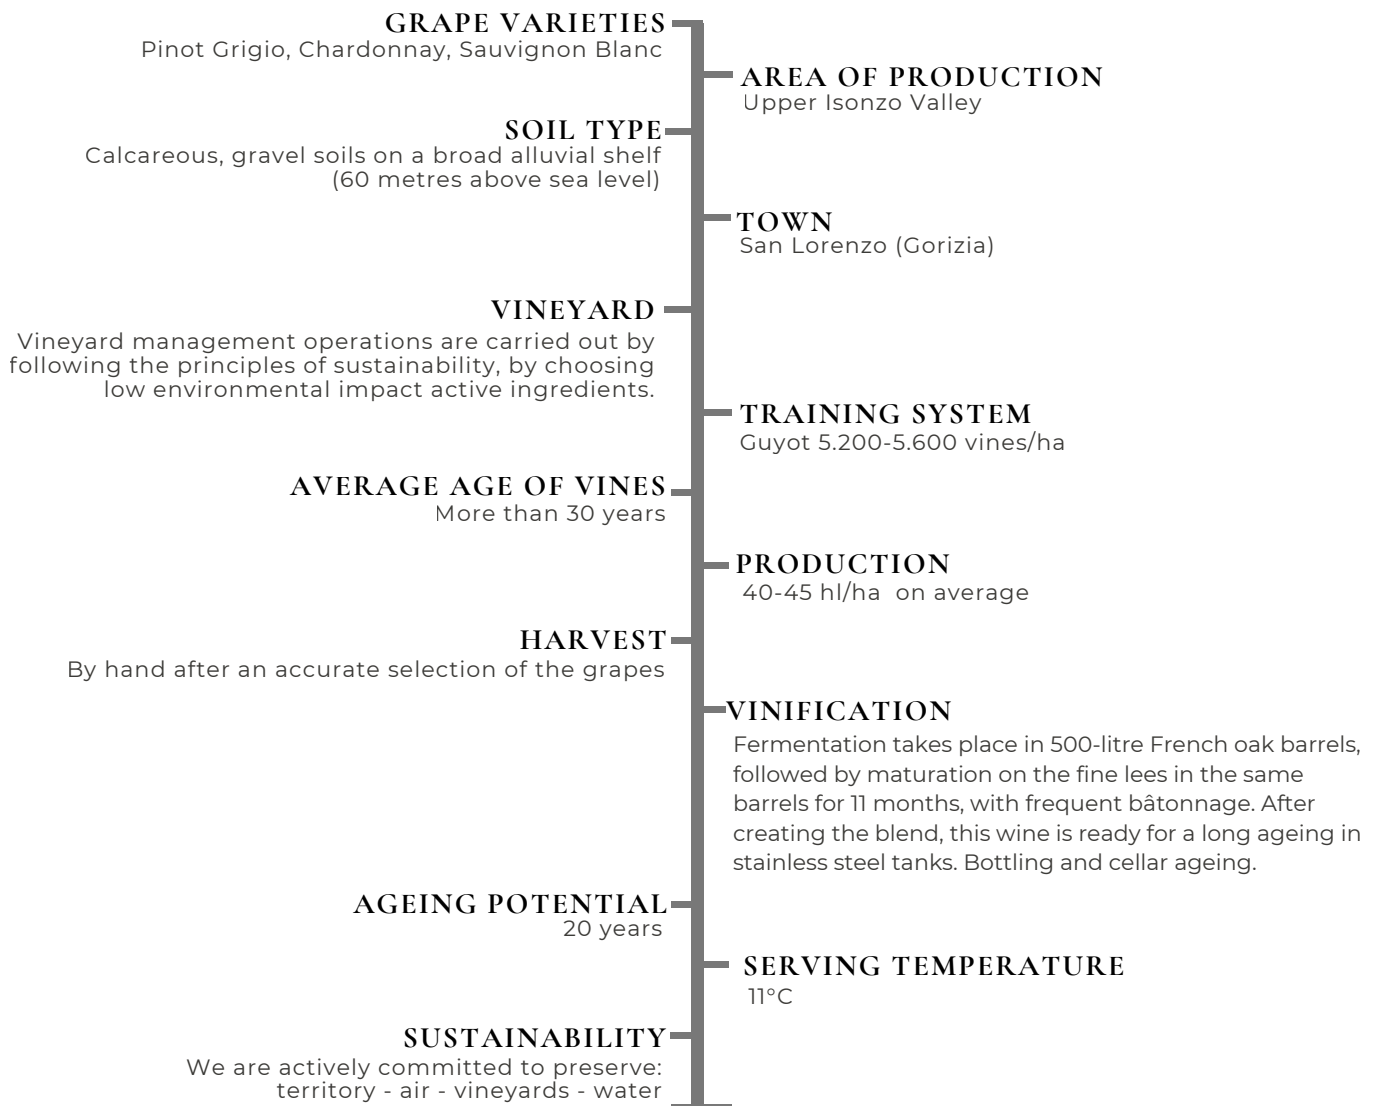 GRAPE VARIETIES
Pinot Grigio, Chardonnay, Sauvignon Blanc
AREA OF PRODUCTION
Upper Isonzo Valley
SOIL TYPE
Calcareous, gravel soils on a broad alluvial shelf
(60 metres above sea level)
TOWN
San Lorenzo (Gorizia)
VINEYARD
Vineyard management operations are carried out by
following the principles of sustainability, by choosing
low environmental impact active ingredients.
TRAINING SYSTEM
Guyot 5.200-5.600 vines/ha
AVERAGE AGE OF VINES
More than 30 years
PRODUCTION
40-45 hl/ha on average
HARVEST
By hand after an accurate selection of the grapes
VINIFICATION
Fermentation takes place in 500-litre French oak barrels,
followed by maturation on the fine lees in the same
barrels for 11 months, with frequent bâtonnage. After
creating the blend, this wine is ready for a long ageing in
stainless steel tanks. Bottling and cellar ageing.
AGEING POTENTIAL
20 years
SERVING TEMPERATURE
11°C
SUSTAINABILITY
We are actively committed to preserve:
territory - air - vineyards - water